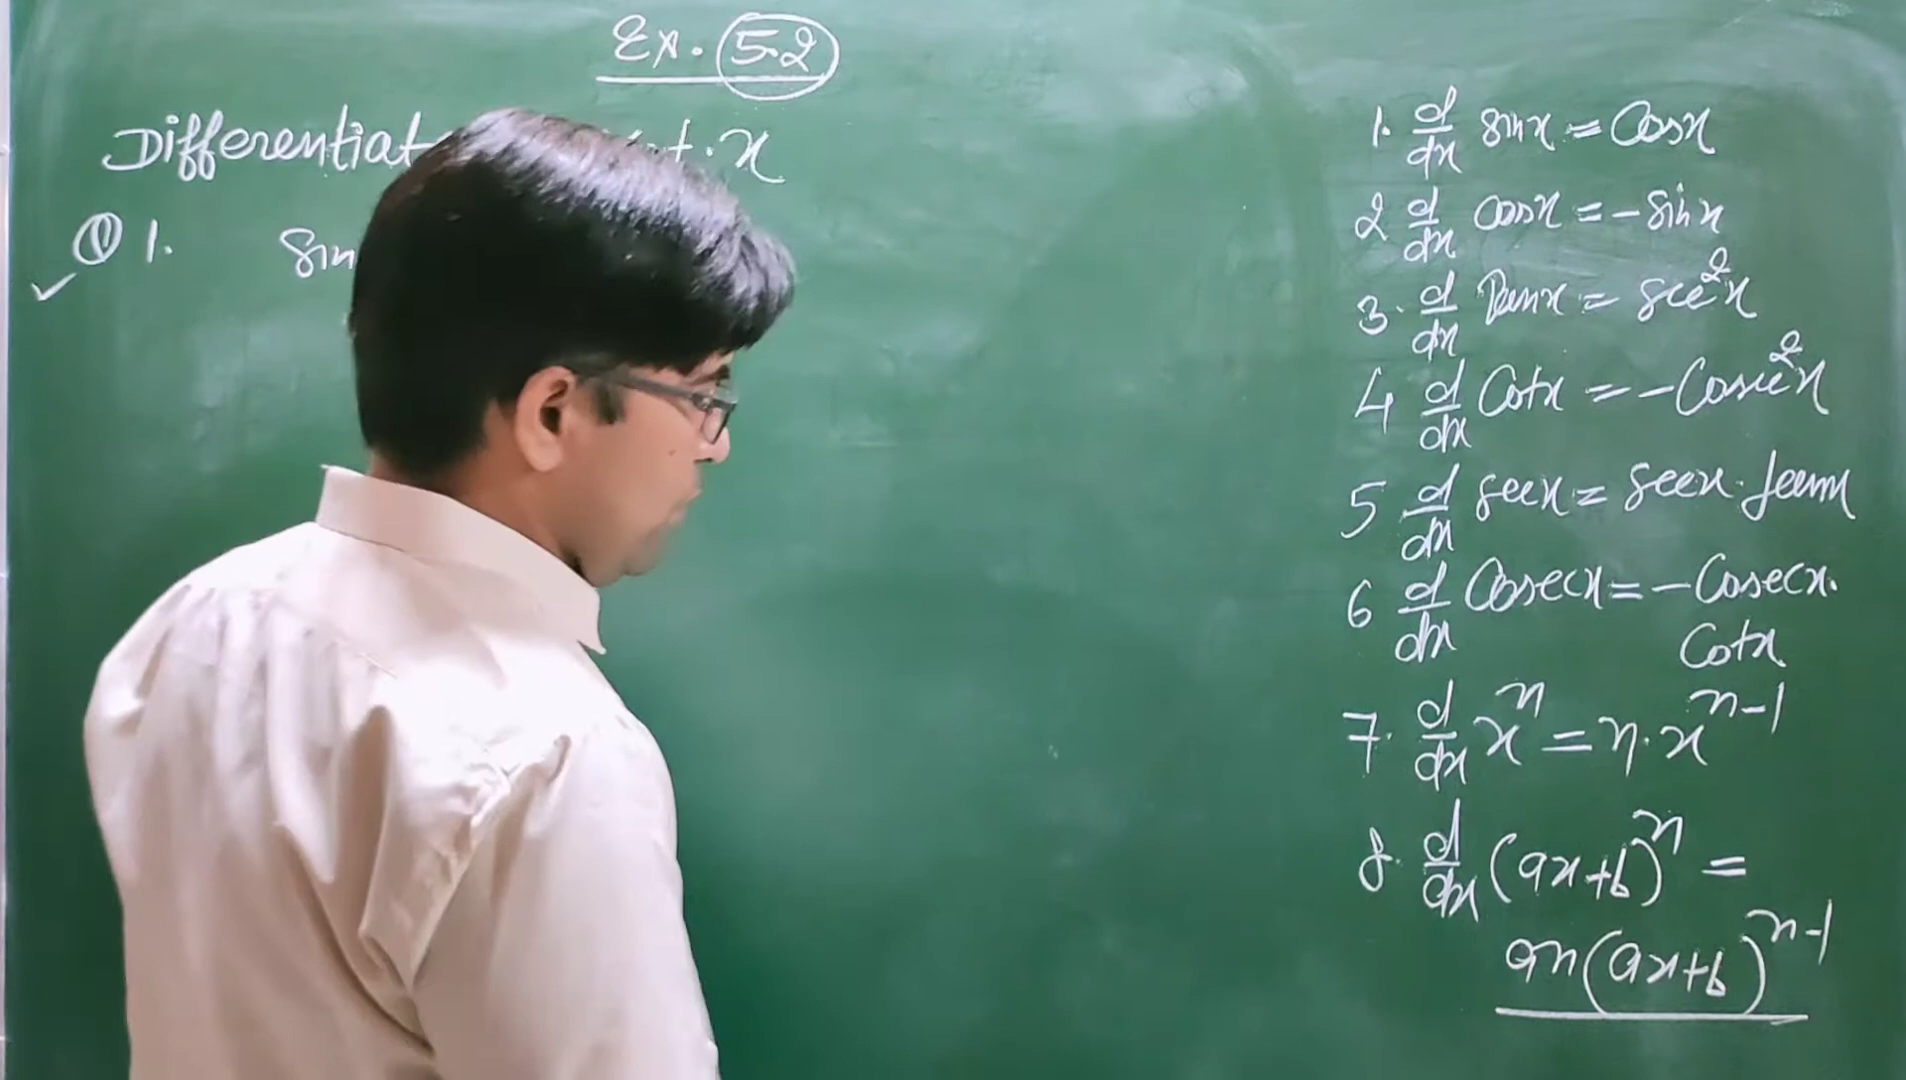 Ex. 5.2
Differentiat t. x
Q 1. Sin
1. d/dx sinx = Cosx
2 d/dx Cosx = -Sinx
3. d/dx tanx = sec²x
4 d/dx Cotx = -Cosec²x
5 d/dx secx = secx. tanx
6 d/dx Cosecx = -Cosecx.
Cotx
7. d/dx xⁿ = n. xⁿ⁻¹
8. d/dx (ax+b)ⁿ =
an(ax+b)ⁿ⁻¹